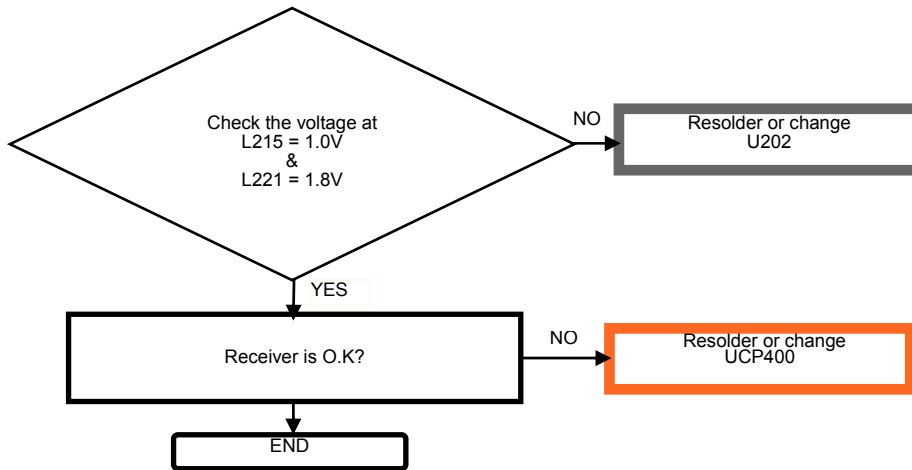 Check the voltage at
L215 = 1.0V
&
L221 = 1.8V
NO
Resolder or change
U202
YES
Receiver is O.K?
NO
Resolder or change
UCP400
END